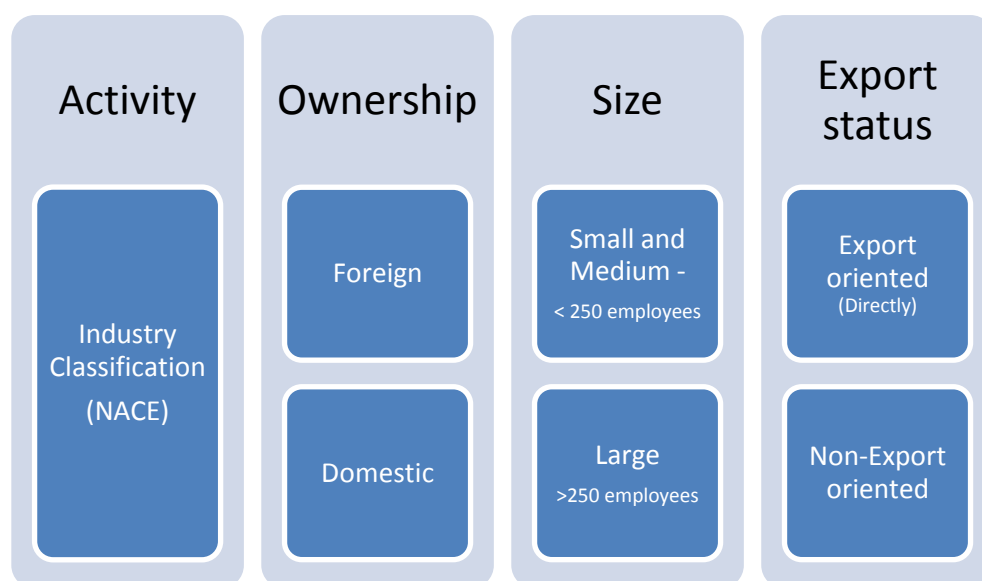 Activity
Industry
Classification
(NACE)
Ownership
Foreign
Domestic
Size
Small and
Medium -
< 250 employees
Large
>250 employees
Export
status
Export
oriented
(Directly)
Non-Export
oriented